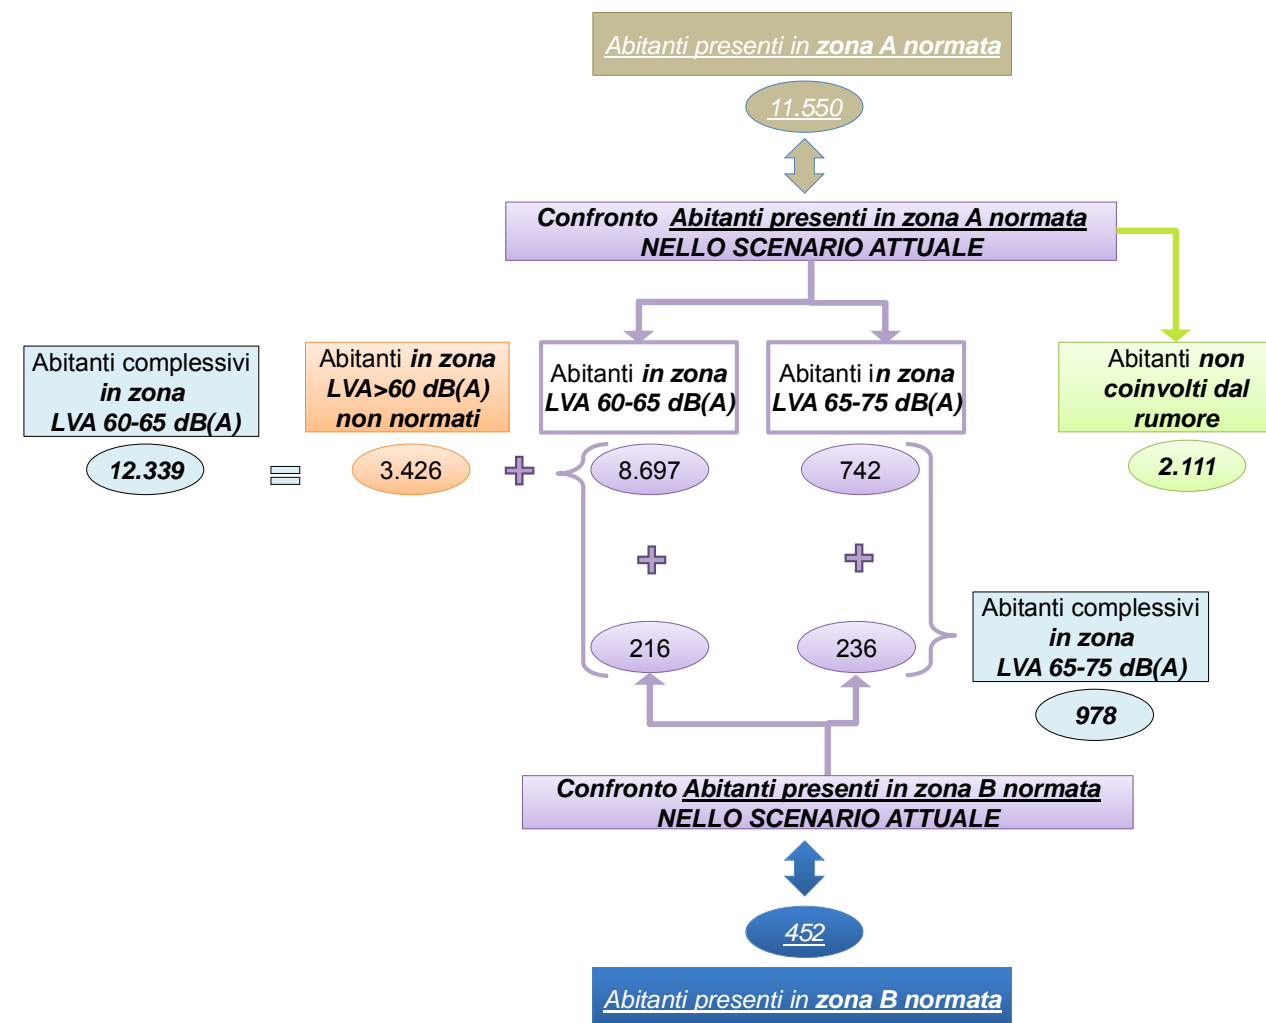 Abitanti presenti in zona A normata
11.550
Confronto Abitanti presenti in zona A normata
NELLO SCENARIO ATTUALE
Abitanti complessivi
in zona
LVA 60-65 dB(A)
12.339
Abitanti in zona
LVA>60 dB(A)
non normati
3.426
Abitanti in zona
LVA 60-65 dB(A)
8.697
Abitanti in zona
LVA 65-75 dB(A)
742
Abitanti non
coinvolti dal
rumore
2.111
216
236
Abitanti complessivi
in zona
LVA 65-75 dB(A)
978
Confronto Abitanti presenti in zona B normata
NELLO SCENARIO ATTUALE
452
Abitanti presenti in zona B normata